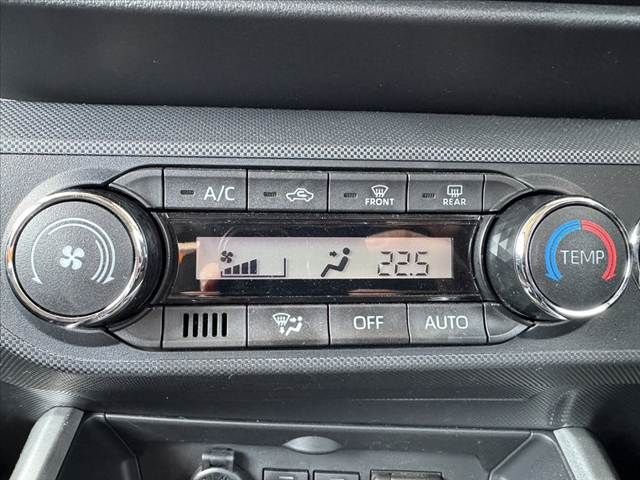 A/C
FRONT
REAR
22.5
TEMP
OFF
AUTO